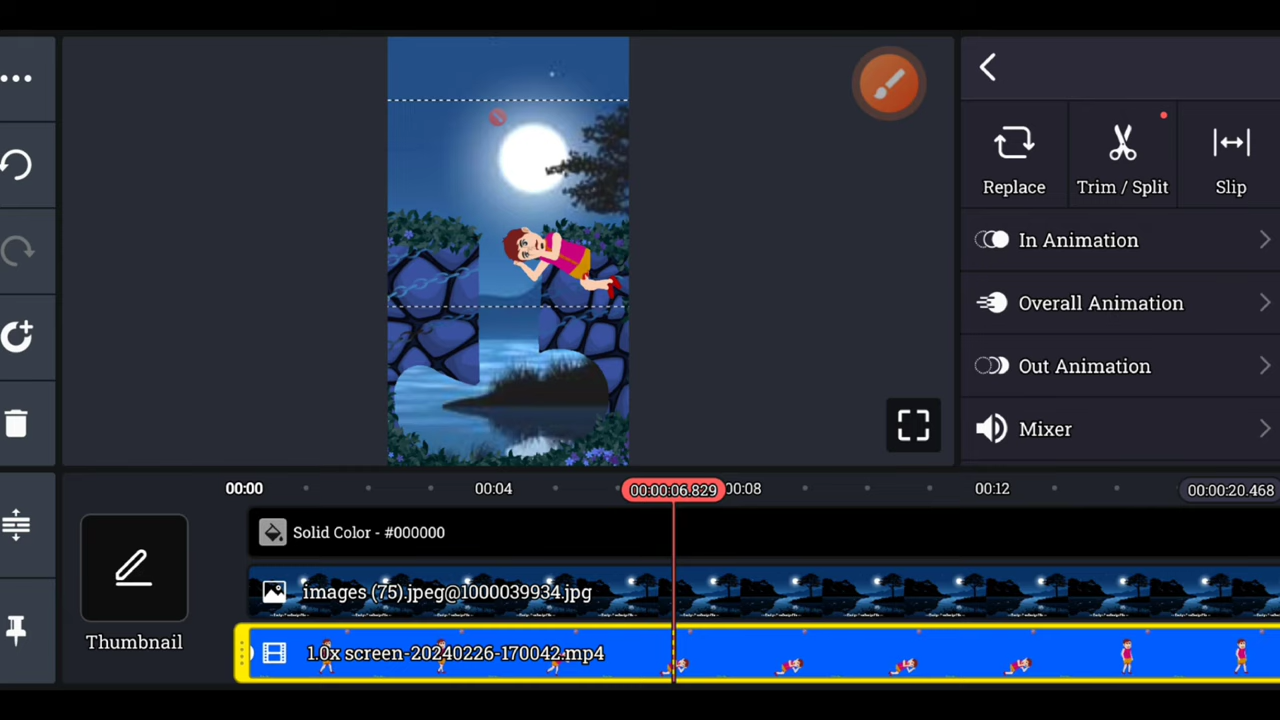 Replace
Trim / Split
Slip
In Animation
Overall Animation
Out Animation
Mixer
00:00
00:04
00:00:06.829
00:08
00:12
00:00:20.468
Solid Color - #000000
images (75).jpeg@1000039934.jpg
1.0x screen-20240226-170042.mp4
Thumbnail